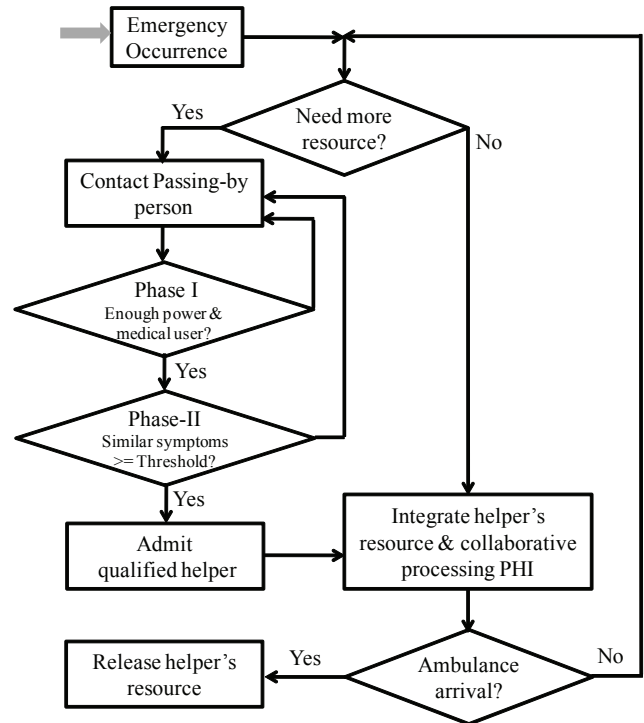 Emergency
Occurrence
Need more
resource?
Yes
No
Contact Passing-by
person
Phase I
Enough power &
medical user?
Yes
Phase-II
Similar symptoms
>= Threshold?
Yes
Admit
qualified helper
Integrate helper's
resource & collaborative
processing PHI
Release helper's
resource
Yes
Ambulance
arrival?
No